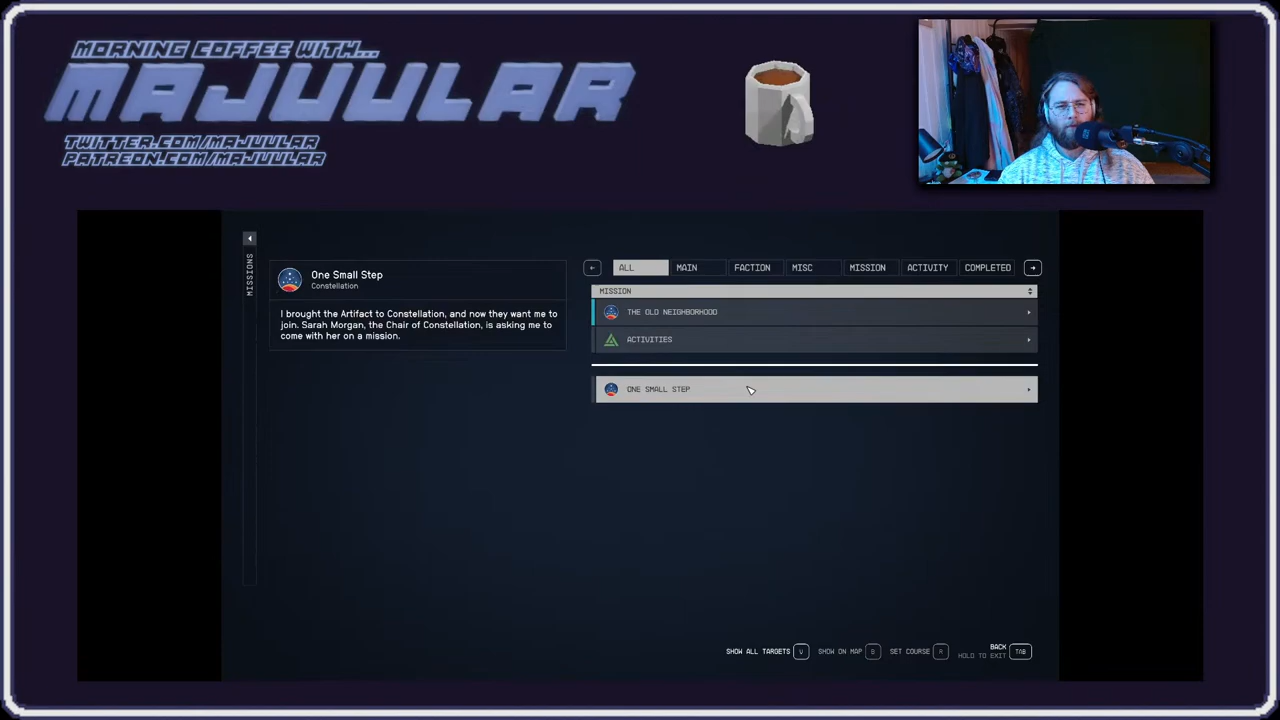 MORNING COFFEE WITH...
MAJUULAR
TWITTER.COM/MAJUULAR
PATREON.COM/MAJUULAR
MISSIONS
One Small Step
Constellation
I brought the Artifact to Constellation, and now they want me to
join. Sarah Morgan, the Chair of Constellation, is asking me to
come with her on a mission.
ALL MAIN FACTION MISC MISSION ACTIVITY COMPLETED
MISSION
THE OLD NEIGHBORHOOD
ACTIVITIES
ONE SMALL STEP
SHOW ALL TARGETS V SHOW ON MAP B SET COURSE R BACK TAB
HOLD TO EXIT